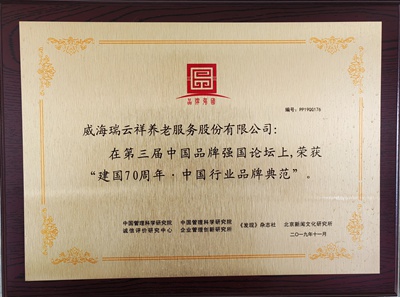 品牌年鉴
编号：PP19Q0176
威海瑞云祥养老服务股份有限公司：
在第三届中国品牌强国论坛上，荣获
“建国70周年·中国行业品牌典范”。
中国管理科学研究院 中国管理科学研究院 《发现》杂志社 北京新闻文化研究所
诚信评价研究中心 企业管理创新研究所
二〇一九年十一月